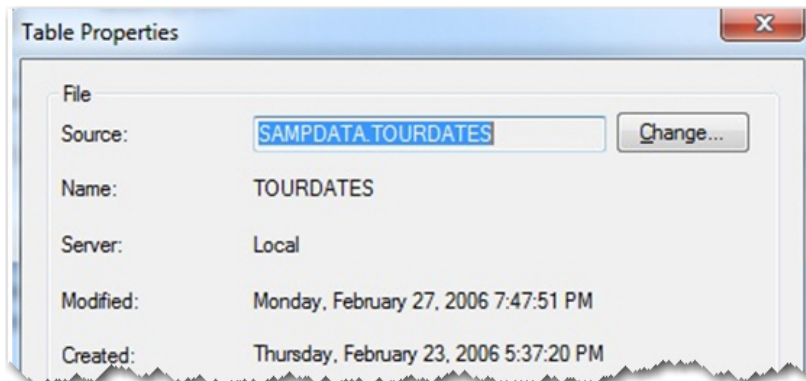 Table Properties
File
Source: SAMPDATA.TOURDATES Change...
Name: TOURDATES
Server: Local
Modified: Monday, February 27, 2006 7:47:51 PM
Created: Thursday, February 23, 2006 5:37:20 PM